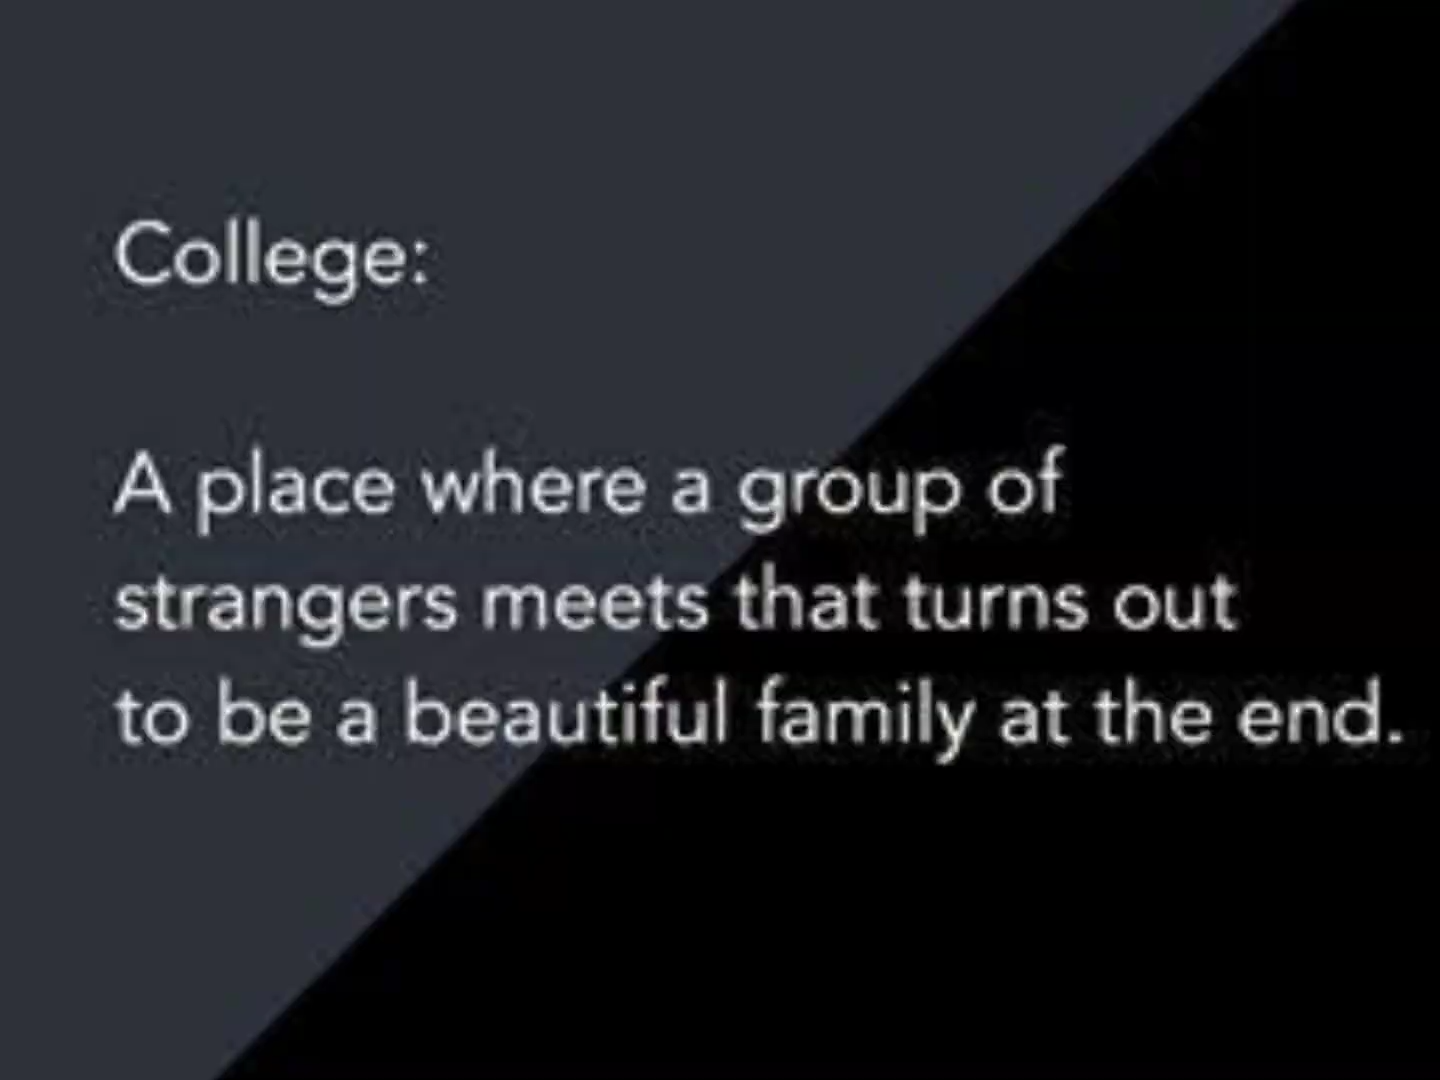 College:
A place where a group of
strangers meets that turns out
to be a beautiful family at the end.